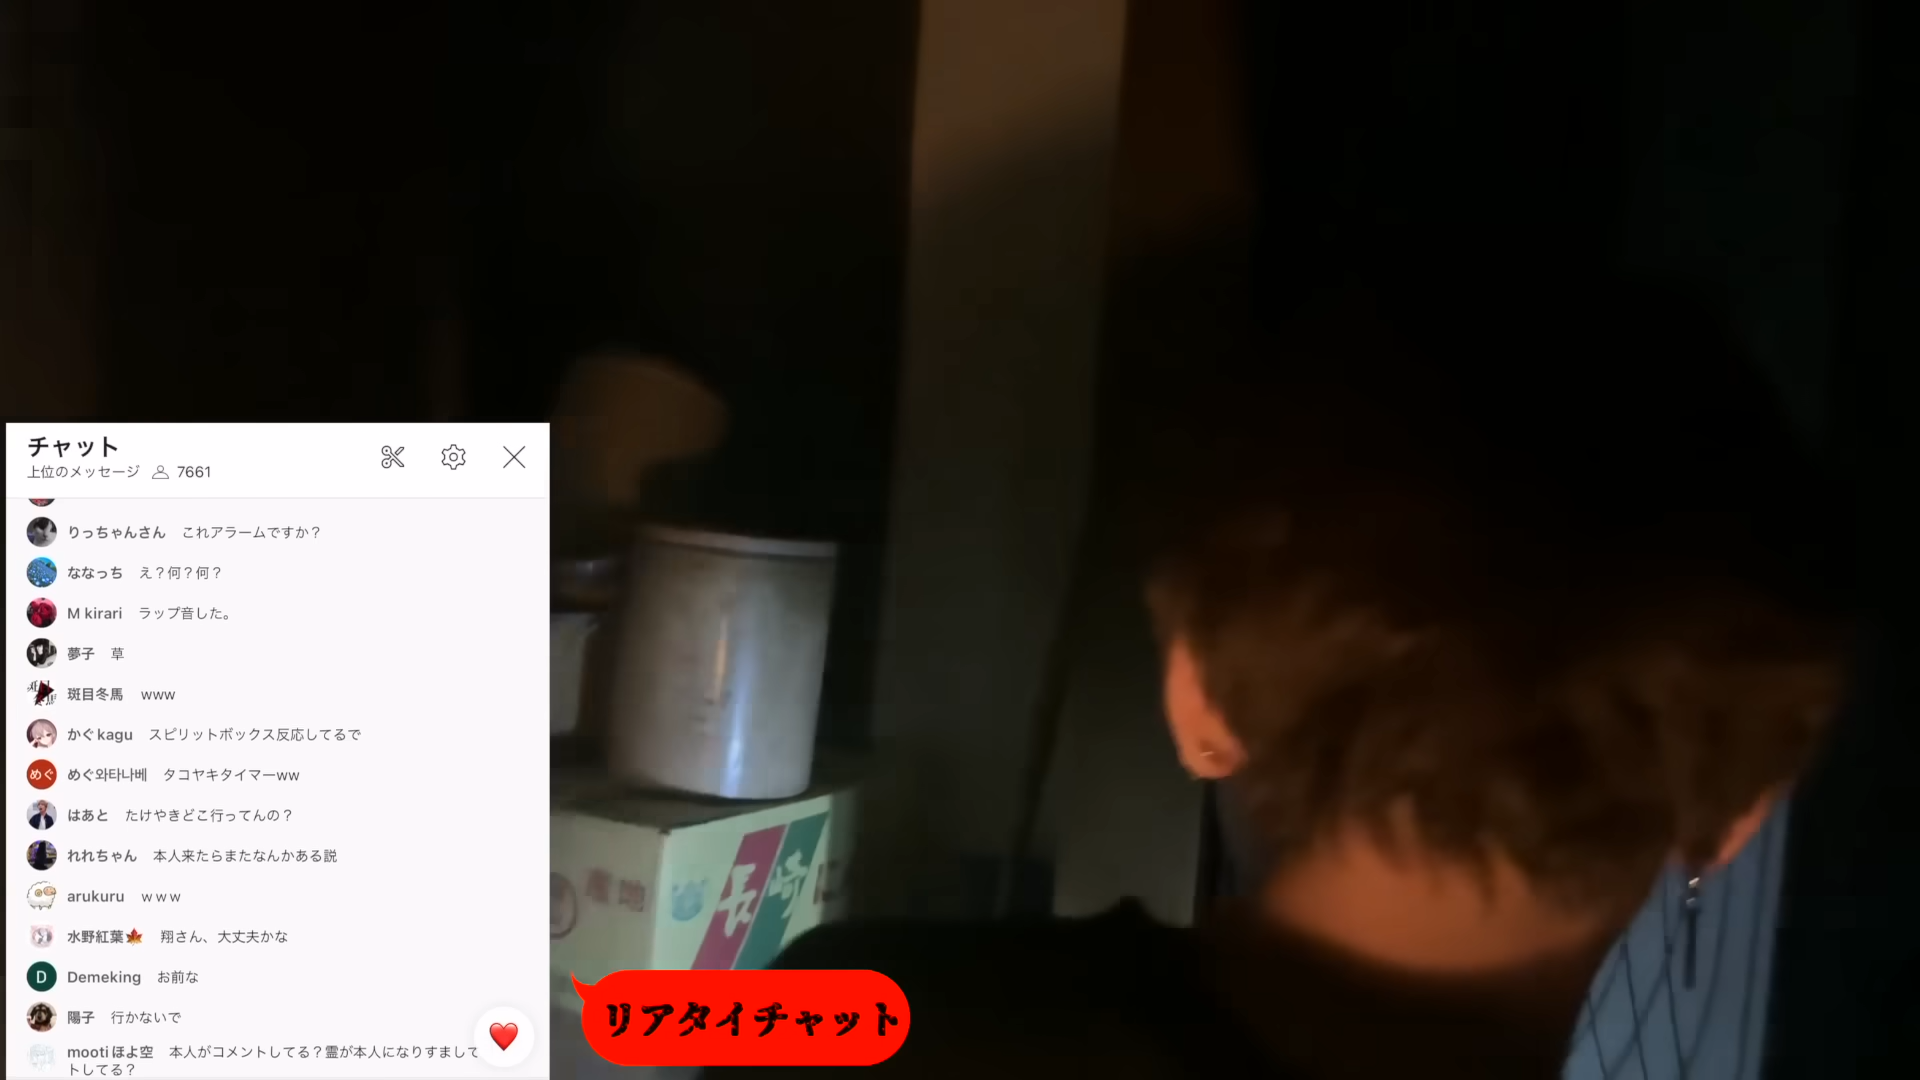 チャット
上位のメッセージ 7661
りっちゃんさん これアラームですか？
ななっち え？何？何？
M kirari ラップ音した。
夢子 草
斑目冬馬 www
かぐkagu スピリットボックス反応してるで
めぐ
めぐ와타나베 タコヤキタイマーww
はあと たけやきどこ行ってんの？
れれちゃん 本人来たらまたなんかある説
arukuru ｗｗｗ
水野紅葉🍁 翔さん、大丈夫かな
D
Demeking お前な
陽子 行かないで
mooti ほよ空 本人がコメントしてる？霊が本人になりすまして
トしてる？
産地
長崎
リアタイチャット